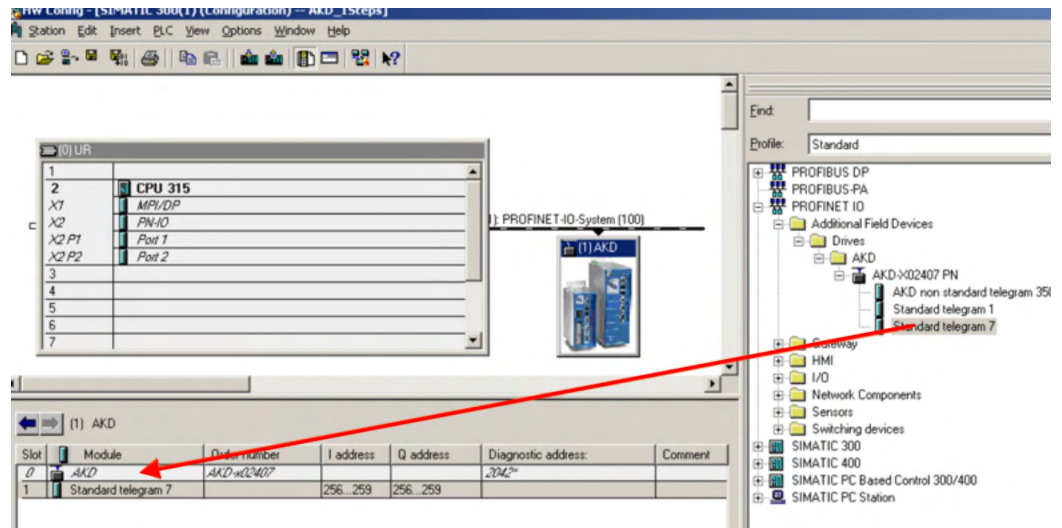 HW Config - [SIMATIC 300(1) (Configuration) -- AKD_1Steps]
Station Edit Insert PLC View Options Window Help
(0) UR
1
2 CPU 315
X1 MPI/DP
X2 PN-IO
X2 P1 Port 1
X2 P2 Port 2
3
4
5
6
7
): PROFINET-IO-System (100)
(1) AKD
Find:
Profile: Standard
PROFIBUS DP
PROFIBUS-PA
PROFINET IO
Additional Field Devices
Drives
AKD
AKD-X02407 PN
AKD non standard telegram 350
Standard telegram 1
Standard telegram 7
Gateway
HMI
I/O
Network Components
Sensors
Switching devices
SIMATIC 300
SIMATIC 400
SIMATIC PC Based Control 300/400
SIMATIC PC Station
(1) AKD
Slot Module Order number I address Q address Diagnostic address: Comment
0 AKD AKD-x02407 2042*
1 Standard telegram 7 256...259 256...259